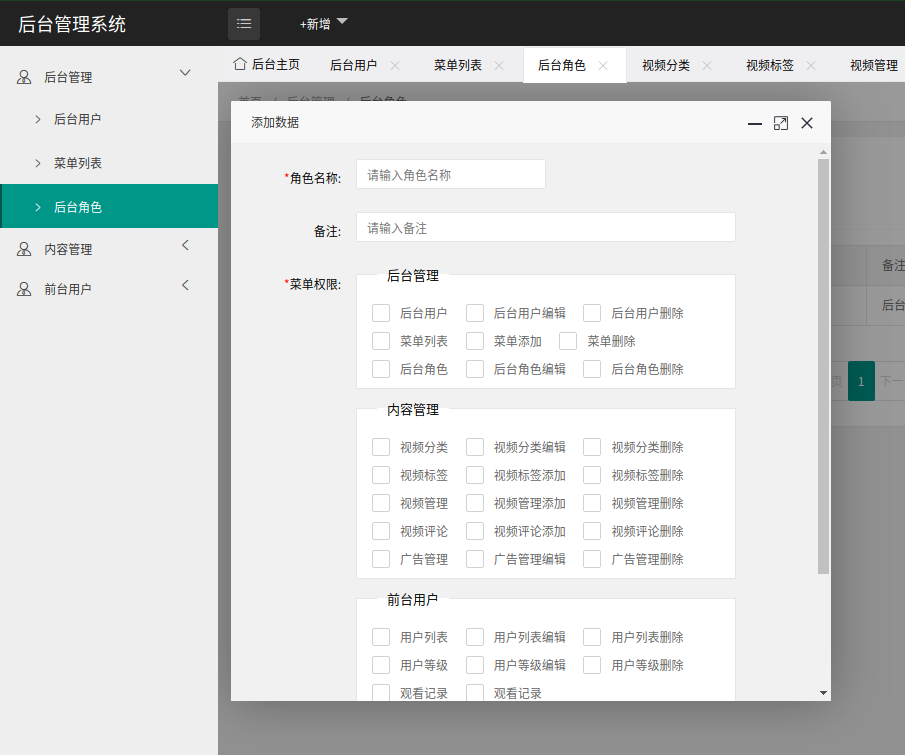 后台管理系统
+新增
后台管理
后台用户
菜单列表
后台角色
内容管理
前台用户
后台主页
后台用户
菜单列表
后台角色
视频分类
视频标签
视频管理
首页 / 后台管理 / 后台角色
添加数据
*角色名称:
请输入角色名称
备注:
请输入备注
*菜单权限:
后台管理
后台用户 后台用户编辑 后台用户删除
菜单列表 菜单添加 菜单删除
后台角色 后台角色编辑 后台角色删除
内容管理
视频分类 视频分类编辑 视频分类删除
视频标签 视频标签添加 视频标签删除
视频管理 视频管理添加 视频管理删除
视频评论 视频评论添加 视频评论删除
广告管理 广告管理编辑 广告管理删除
前台用户
用户列表 用户列表编辑 用户列表删除
用户等级 用户等级编辑 用户等级删除
观看记录 观看记录
备注
后台
页 1 下一